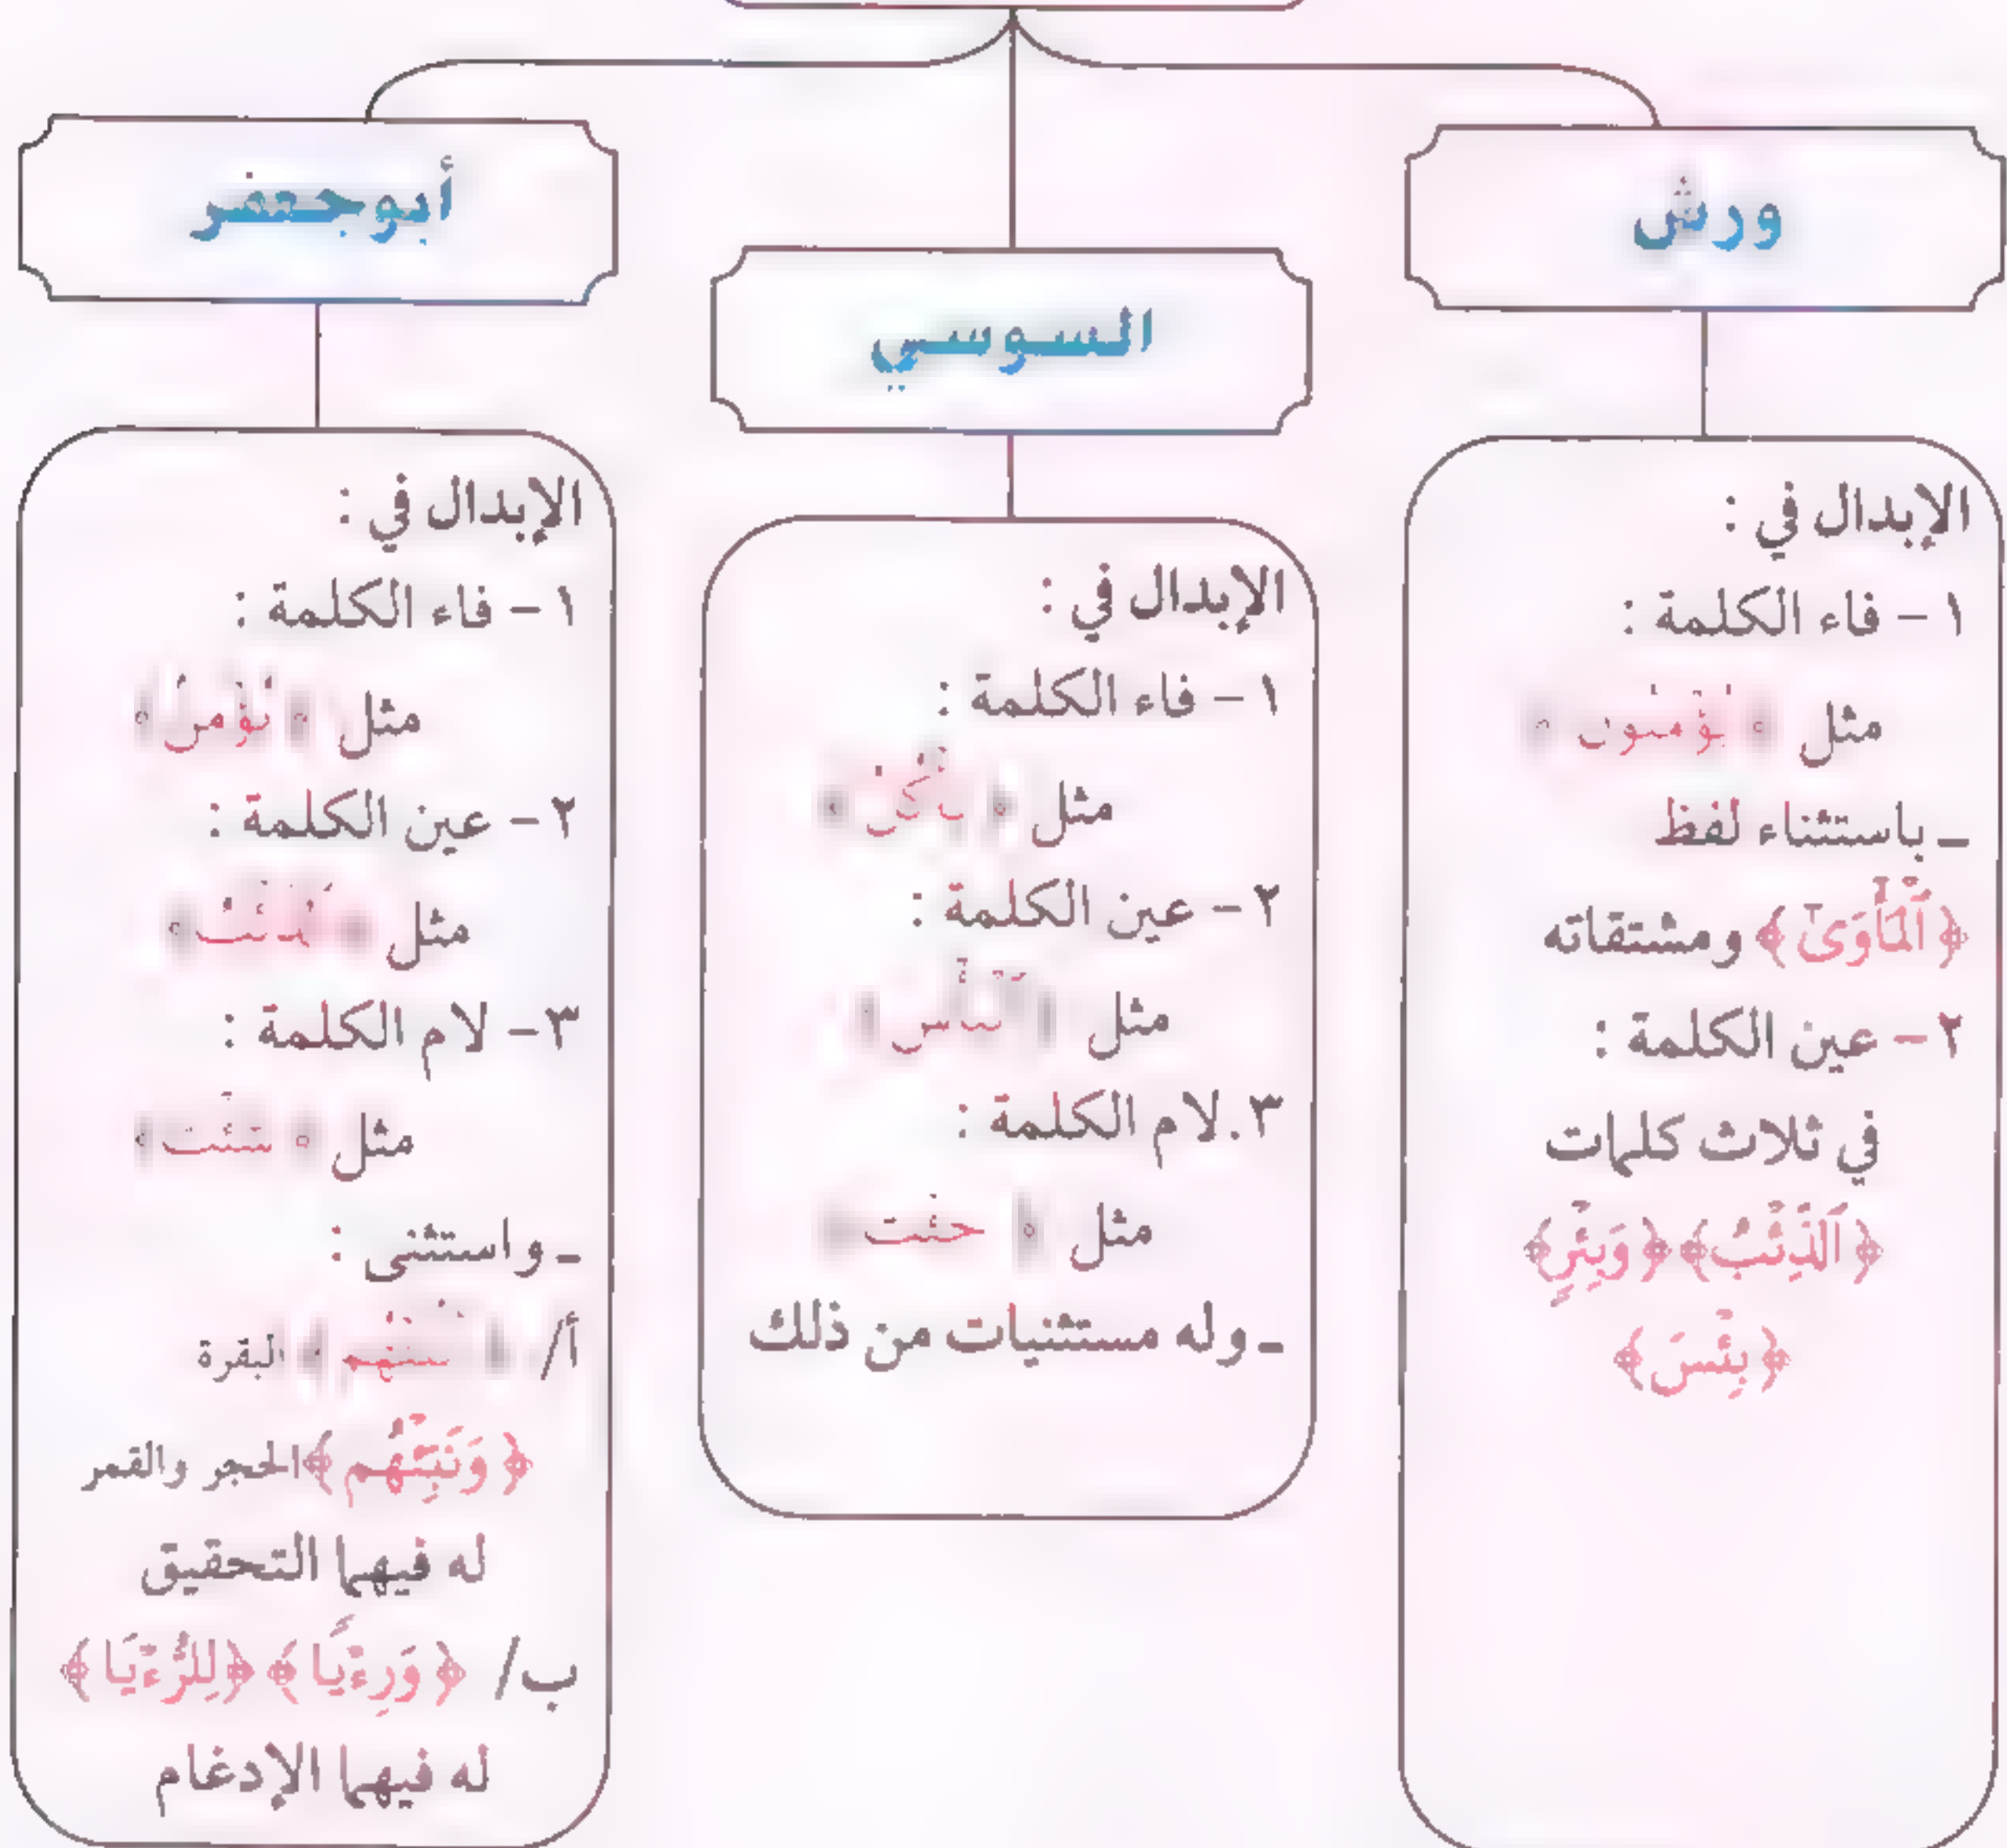 ورش
الإبدال في :
١ - فاء الكلمة :
مثل ﴿ يُؤْمِنُونَ ﴾
ـ باستثناء لفظ
﴿ ٱلْمَأْوَىٰ ﴾ ومشتقاته
٢ - عين الكلمة :
في ثلاث كلمات
﴿ ٱلذِّئْبُ ﴾ ﴿ وَبِئْرٍ ﴾
﴿ بِئْسَ ﴾
السوسي
الإبدال في :
١ - فاء الكلمة :
مثل
٢ - عين الكلمة :
مثل
٣. لام الكلمة :
مثل ﴿ جئت ﴾
ـ وله مستثنيات من ذلك
أبوجعفر
الإبدال في :
١ - فاء الكلمة :
مثل ﴿ نُؤْمِنُ ﴾
٢ - عين الكلمة :
مثل
٣ - لام الكلمة :
مثل ﴿ شئت ﴾
ـ واستثنى :
أ/ البقرة
﴿ وَنَبِّئْهُمْ ﴾ الحجر والقمر
له فيهما التحقيق
ب/ ﴿ وَرِءْيًا ﴾ ﴿ لِلرُّءْيَا ﴾
له فيهما الإدغام